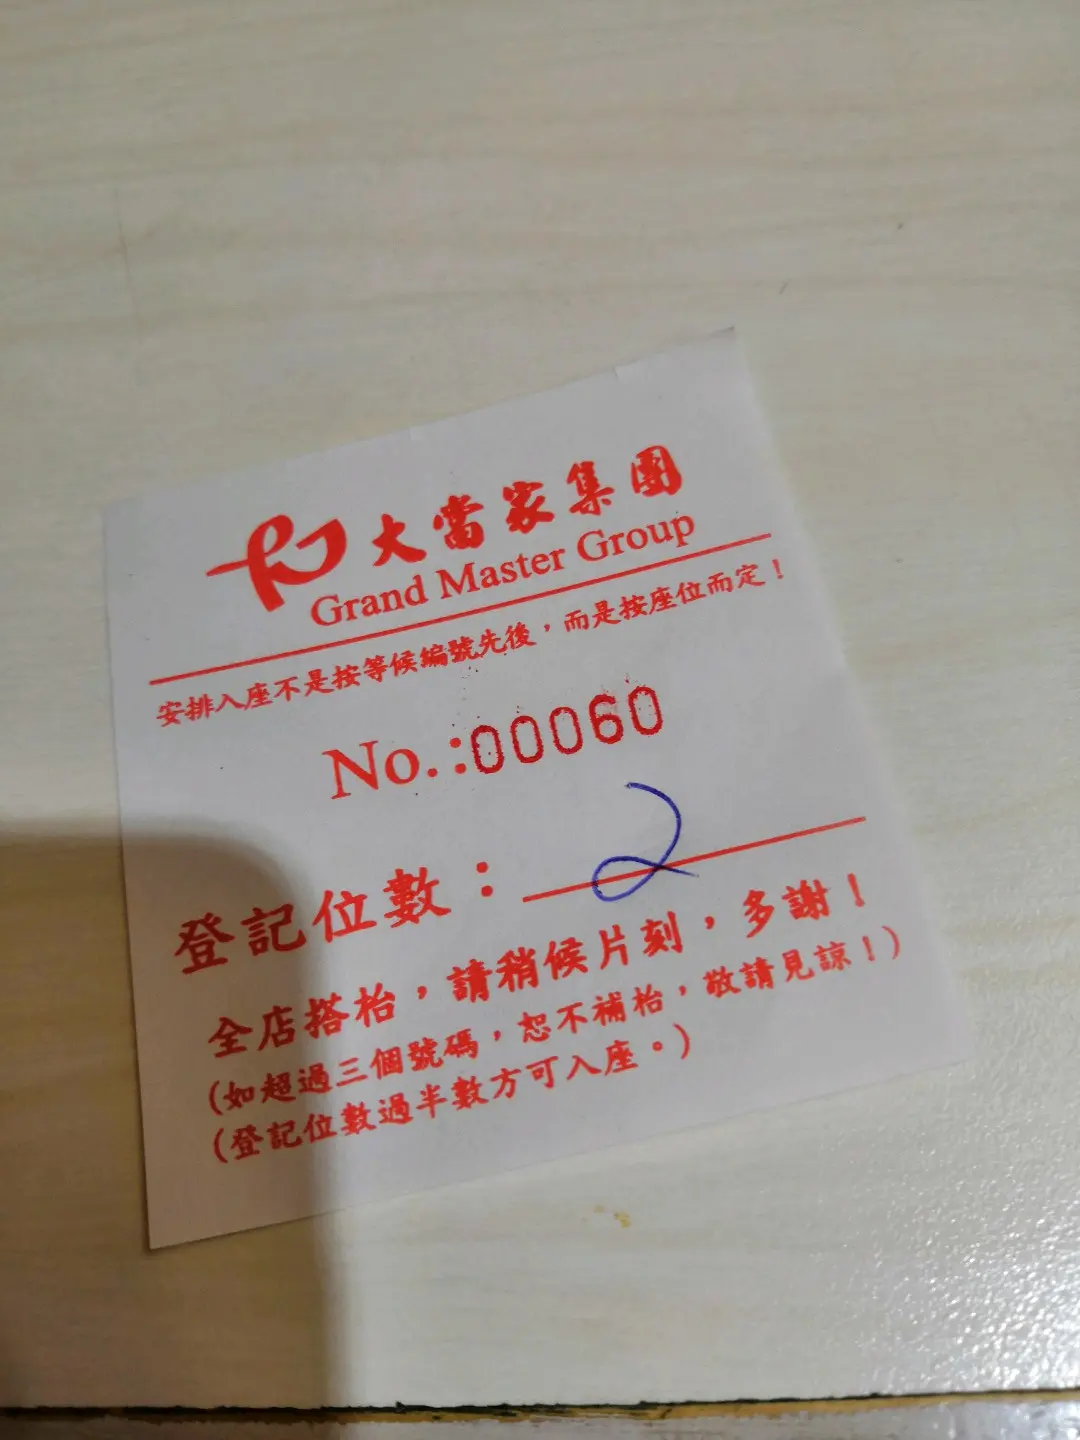 大當家集團
Grand Master Group
安排入座不是按等候編號先後，而是按座位而定！
No.:00060
登記位數：2
全店搭枱，請稍候片刻，多謝！
(如超過三個號碼，恕不補枱，敬請見諒！)
(登記位數過半數方可入座。)